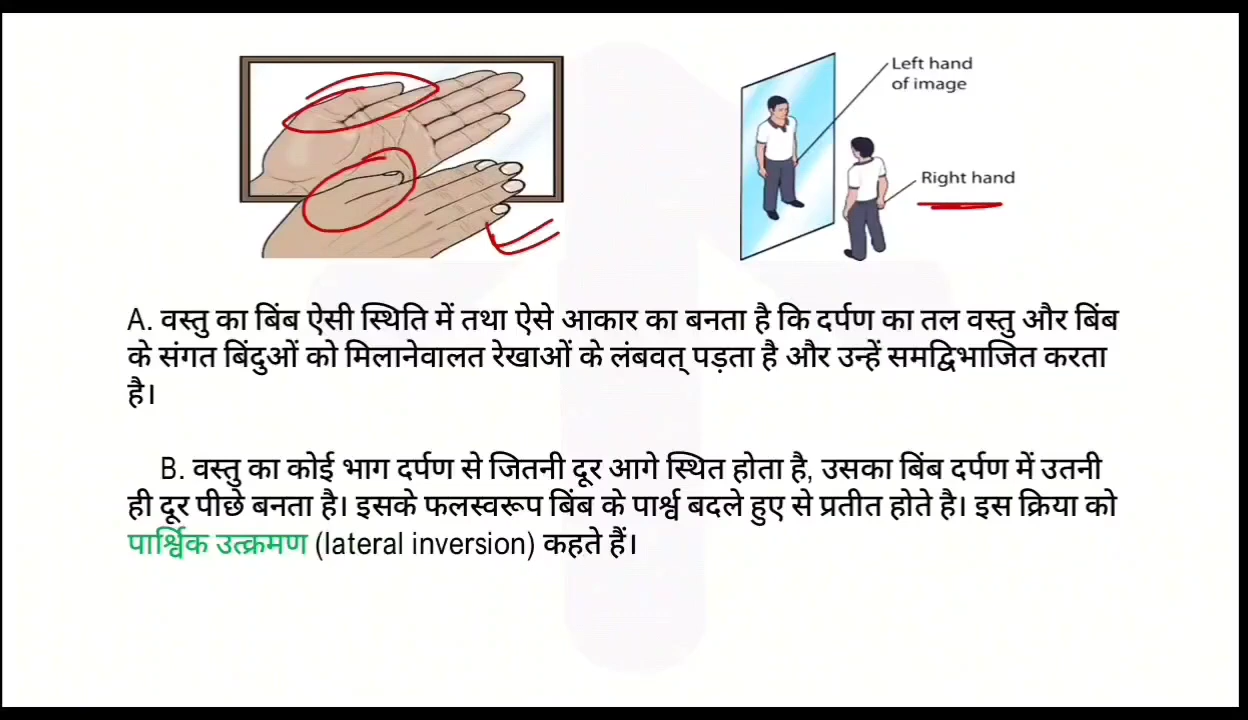 Left hand
of image
Right hand
A. वस्तु का बिंब ऐसी स्थिति में तथा ऐसे आकार का बनता है कि दर्पण का तल वस्तु और बिंब
के संगत बिंदुओं को मिलानेवालत रेखाओं के लंबवत् पड़ता है और उन्हें समद्विभाजित करता
है।
B. वस्तु का कोई भाग दर्पण से जितनी दूर आगे स्थित होता है, उसका बिंब दर्पण में उतनी
ही दूर पीछे बनता है। इसके फलस्वरूप बिंब के पार्श्व बदले हुए से प्रतीत होते है। इस क्रिया को
पार्श्विक उत्क्रमण (lateral inversion) कहते हैं।